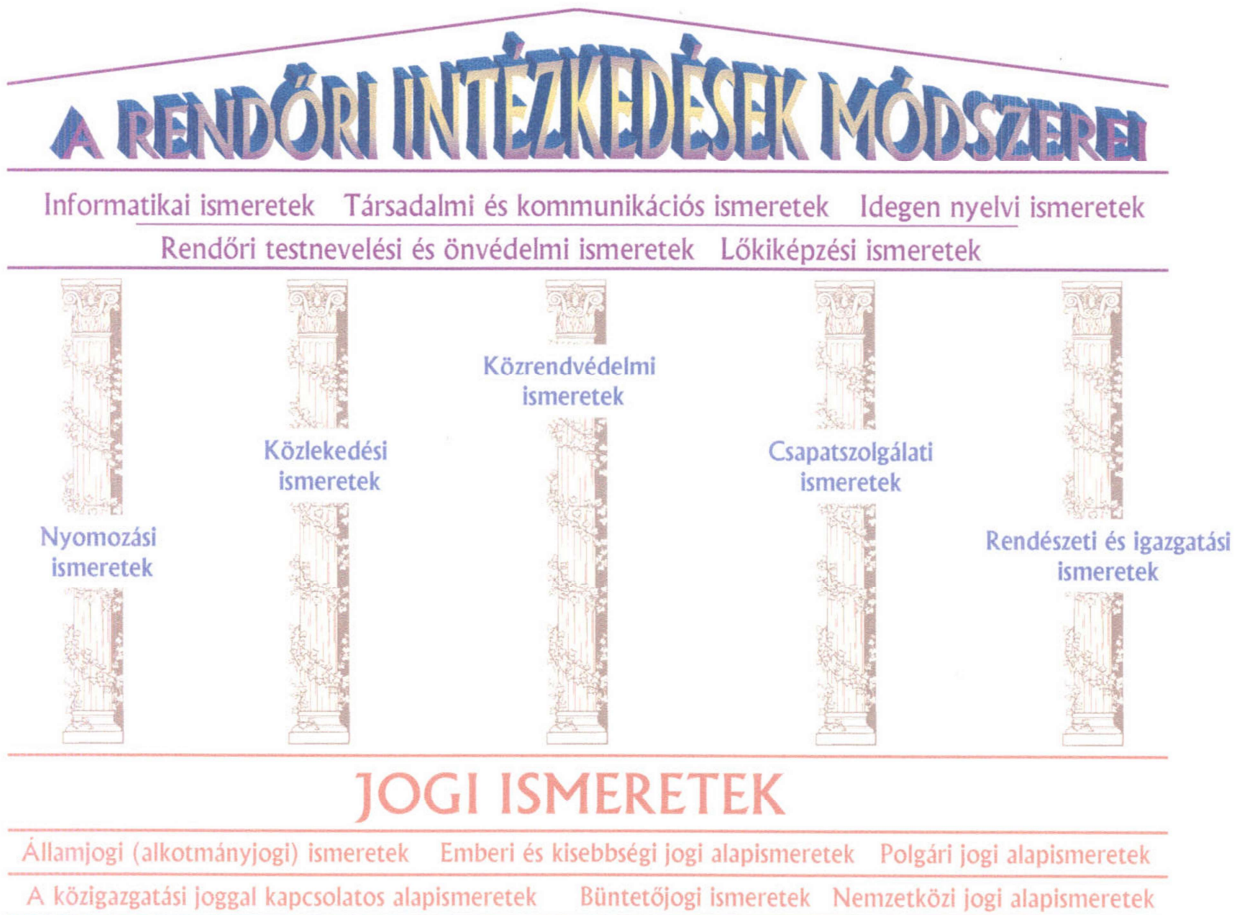 A RENDŐRI INTÉZKEDÉSEK MÓDSZEREI
Informatikai ismeretek Társadalmi és kommunikációs ismeretek Idegen nyelvi ismeretek
Rendőri testnevelési és önvédelmi ismeretek Lőkiképzési ismeretek
Közrendvédelmi
ismeretek
Közlekedési
ismeretek
Csapatszolgálati
ismeretek
Nyomozási
ismeretek
Rendészeti és igazgatási
ismeretek
JOGI ISMERETEK
Államjogi (alkotmányjogi) ismeretek Emberi és kisebbségi jogi alapismeretek Polgári jogi alapismeretek
A közigazgatási joggal kapcsolatos alapismeretek Büntetőjogi ismeretek Nemzetközi jogi alapismeretek